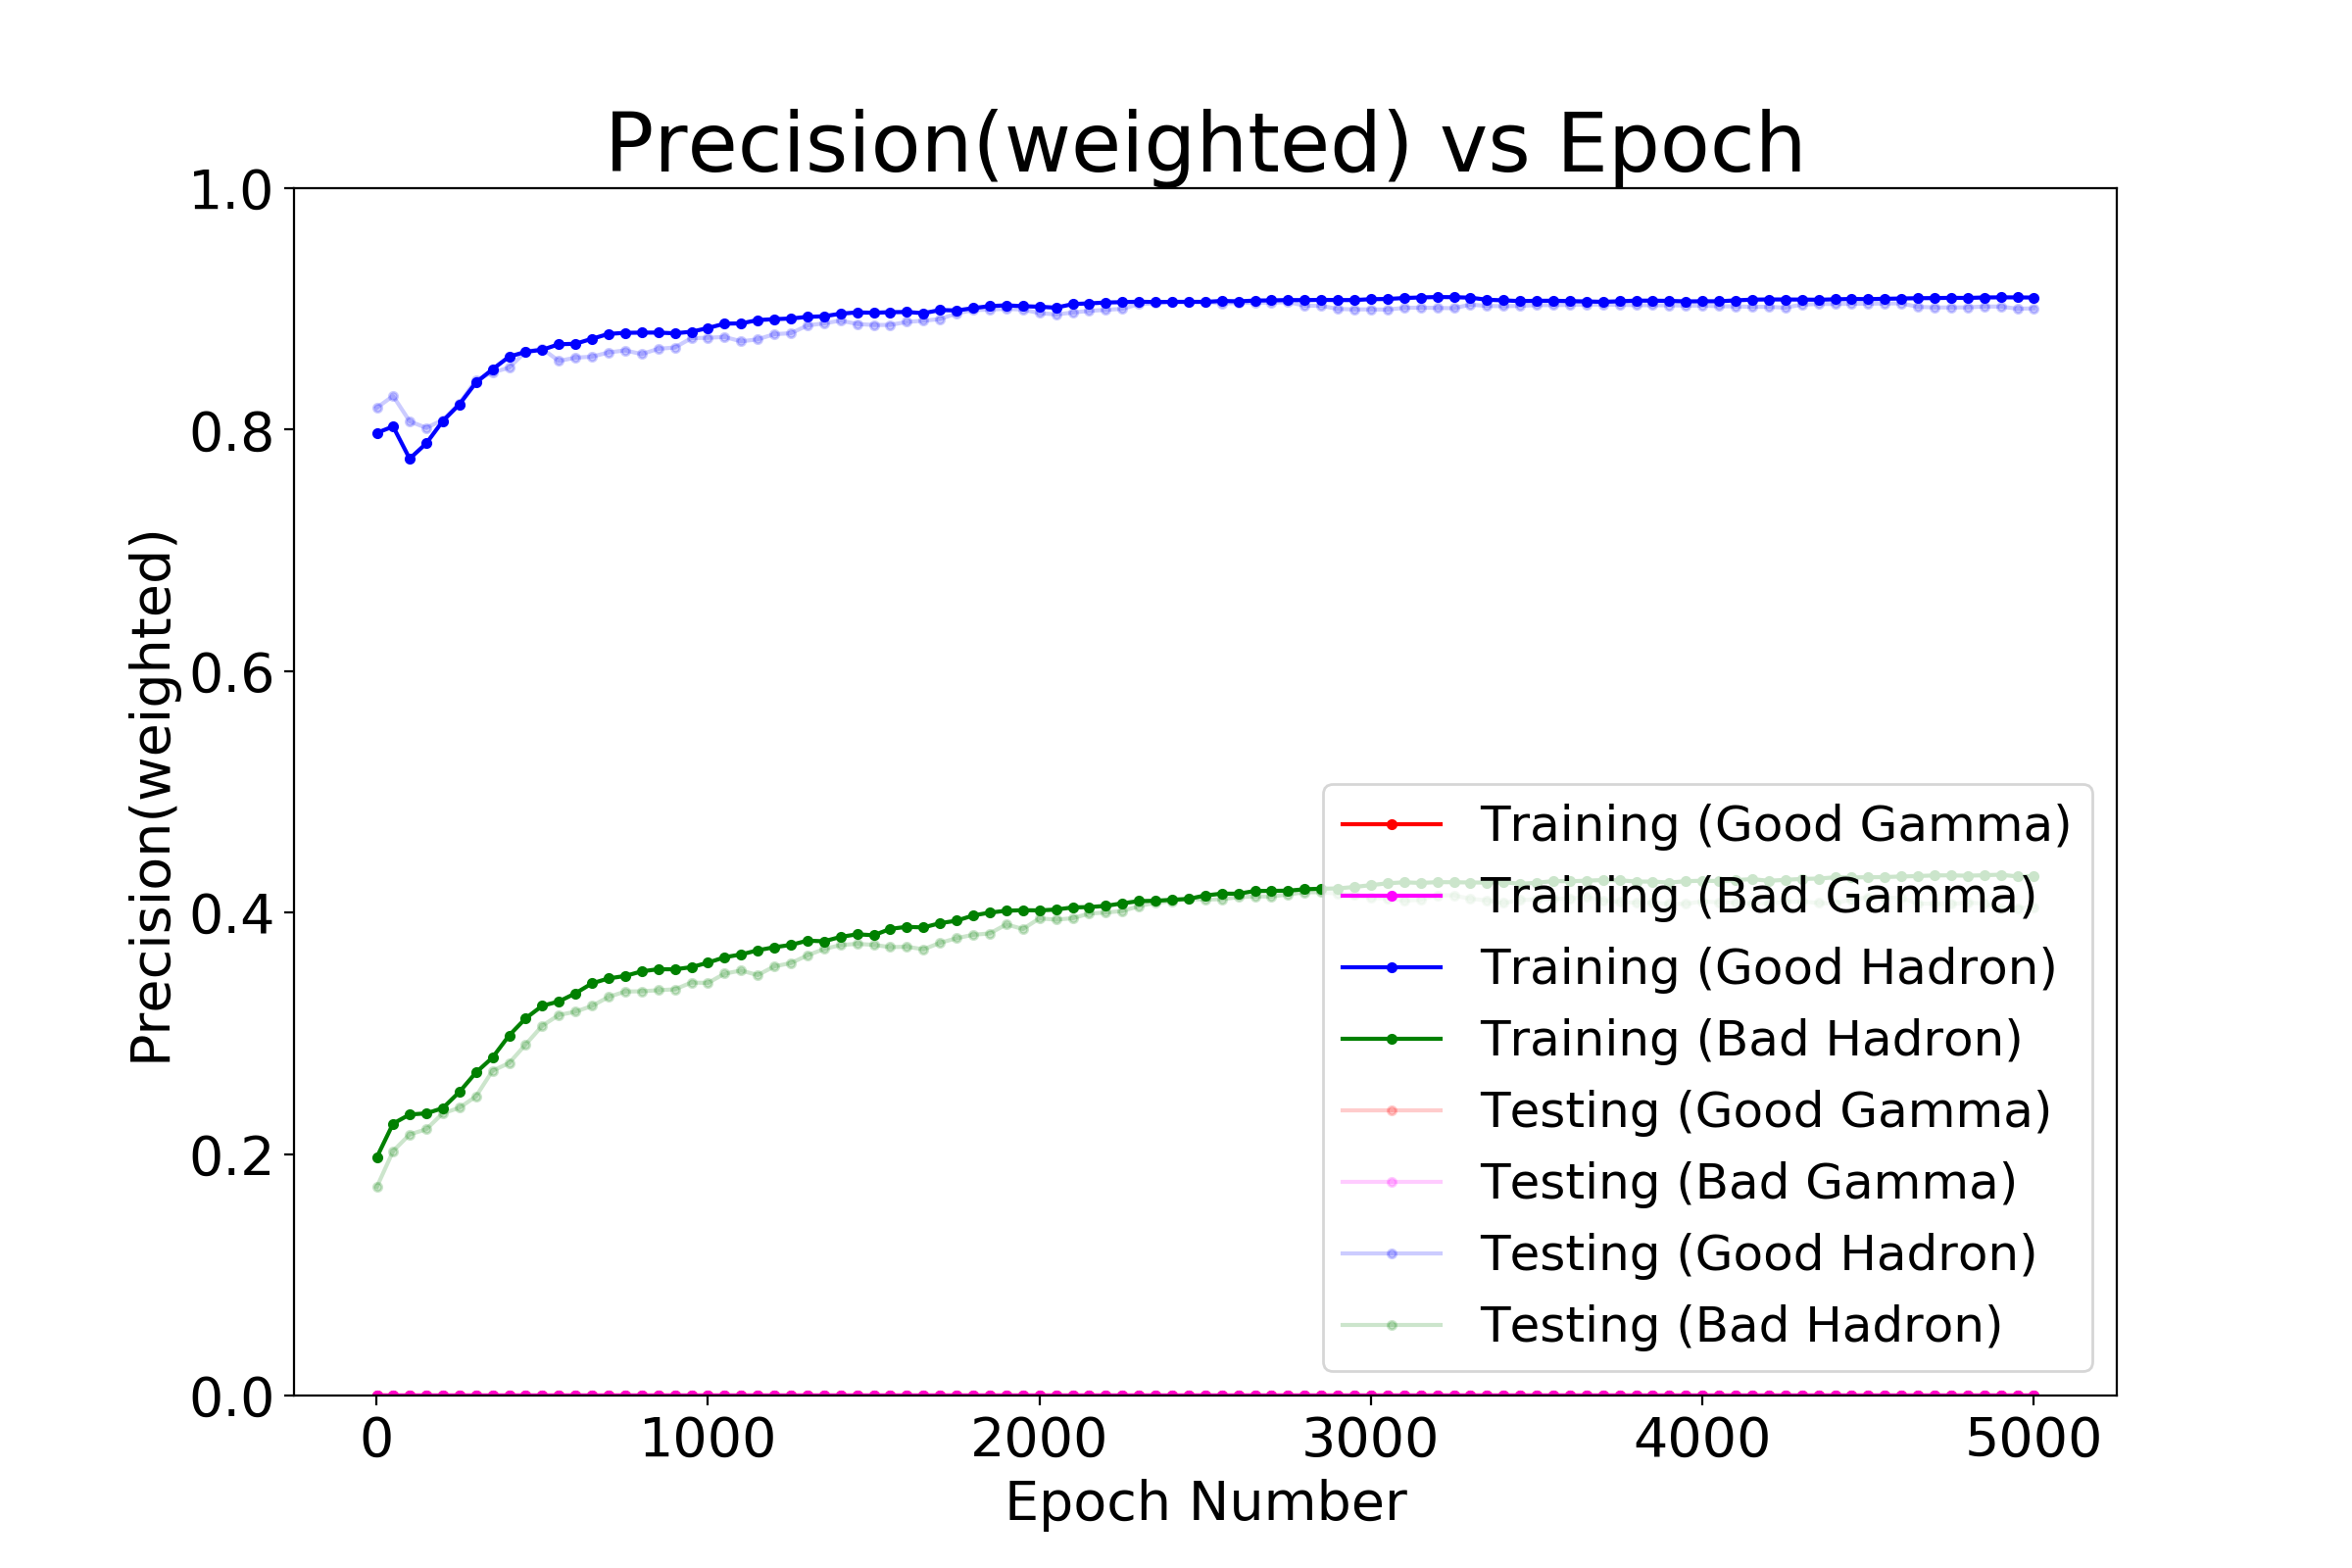 Precision(weighted) vs Epoch
1.0
0.8
0.6
0.4
0.2
0.0
Precision(weighted)
Training (Good Gamma)
Training (Bad Gamma)
Training (Good Hadron)
Training (Bad Hadron)
Testing (Good Gamma)
Testing (Bad Gamma)
Testing (Good Hadron)
Testing (Bad Hadron)
0 1000 2000 3000 4000 5000
Epoch Number